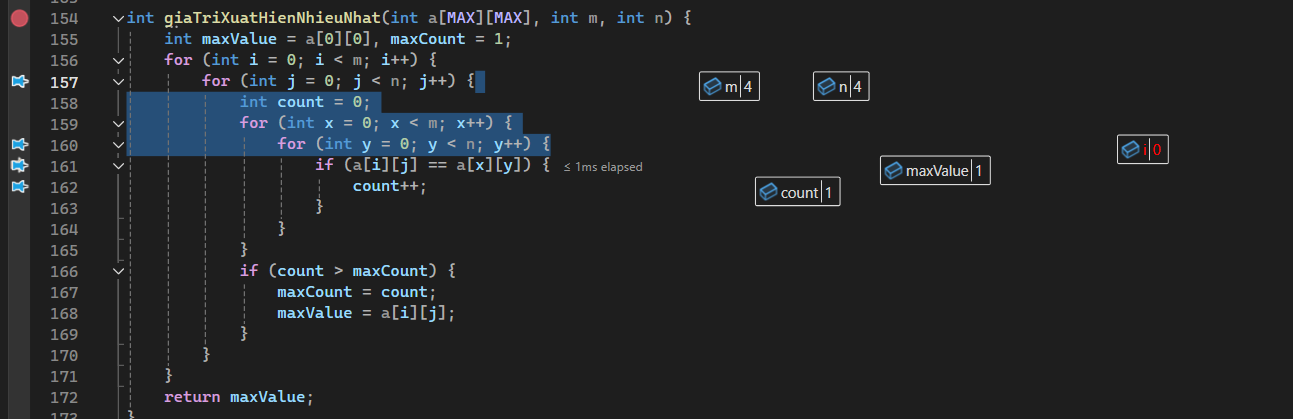 154 int giaTriXuatHienNhieuNhat(int a[MAX][MAX], int m, int n) {
155 int maxValue = a[0][0], maxCount = 1;
156 for (int i = 0; i < m; i++) {
157 for (int j = 0; j < n; j++) { m 4 n 4
158 int count = 0;
159 for (int x = 0; x < m; x++) {
160 for (int y = 0; y < n; y++) { i 0
161 if (a[i][j] == a[x][y]) { ≤ 1ms elapsed maxValue 1
162 count++; count 1
163 }
164 }
165 }
166 if (count > maxCount) {
167 maxCount = count;
168 maxValue = a[i][j];
169 }
170 }
171 }
172 return maxValue;
173 }